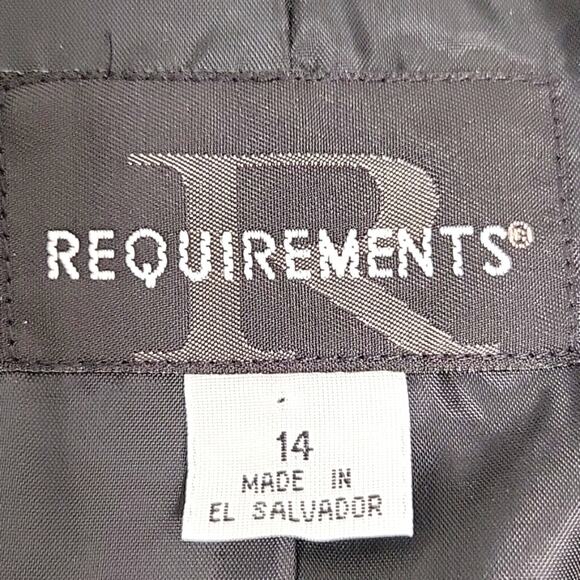 R
REQUIREMENTS®
14
MADE IN
EL SALVADOR